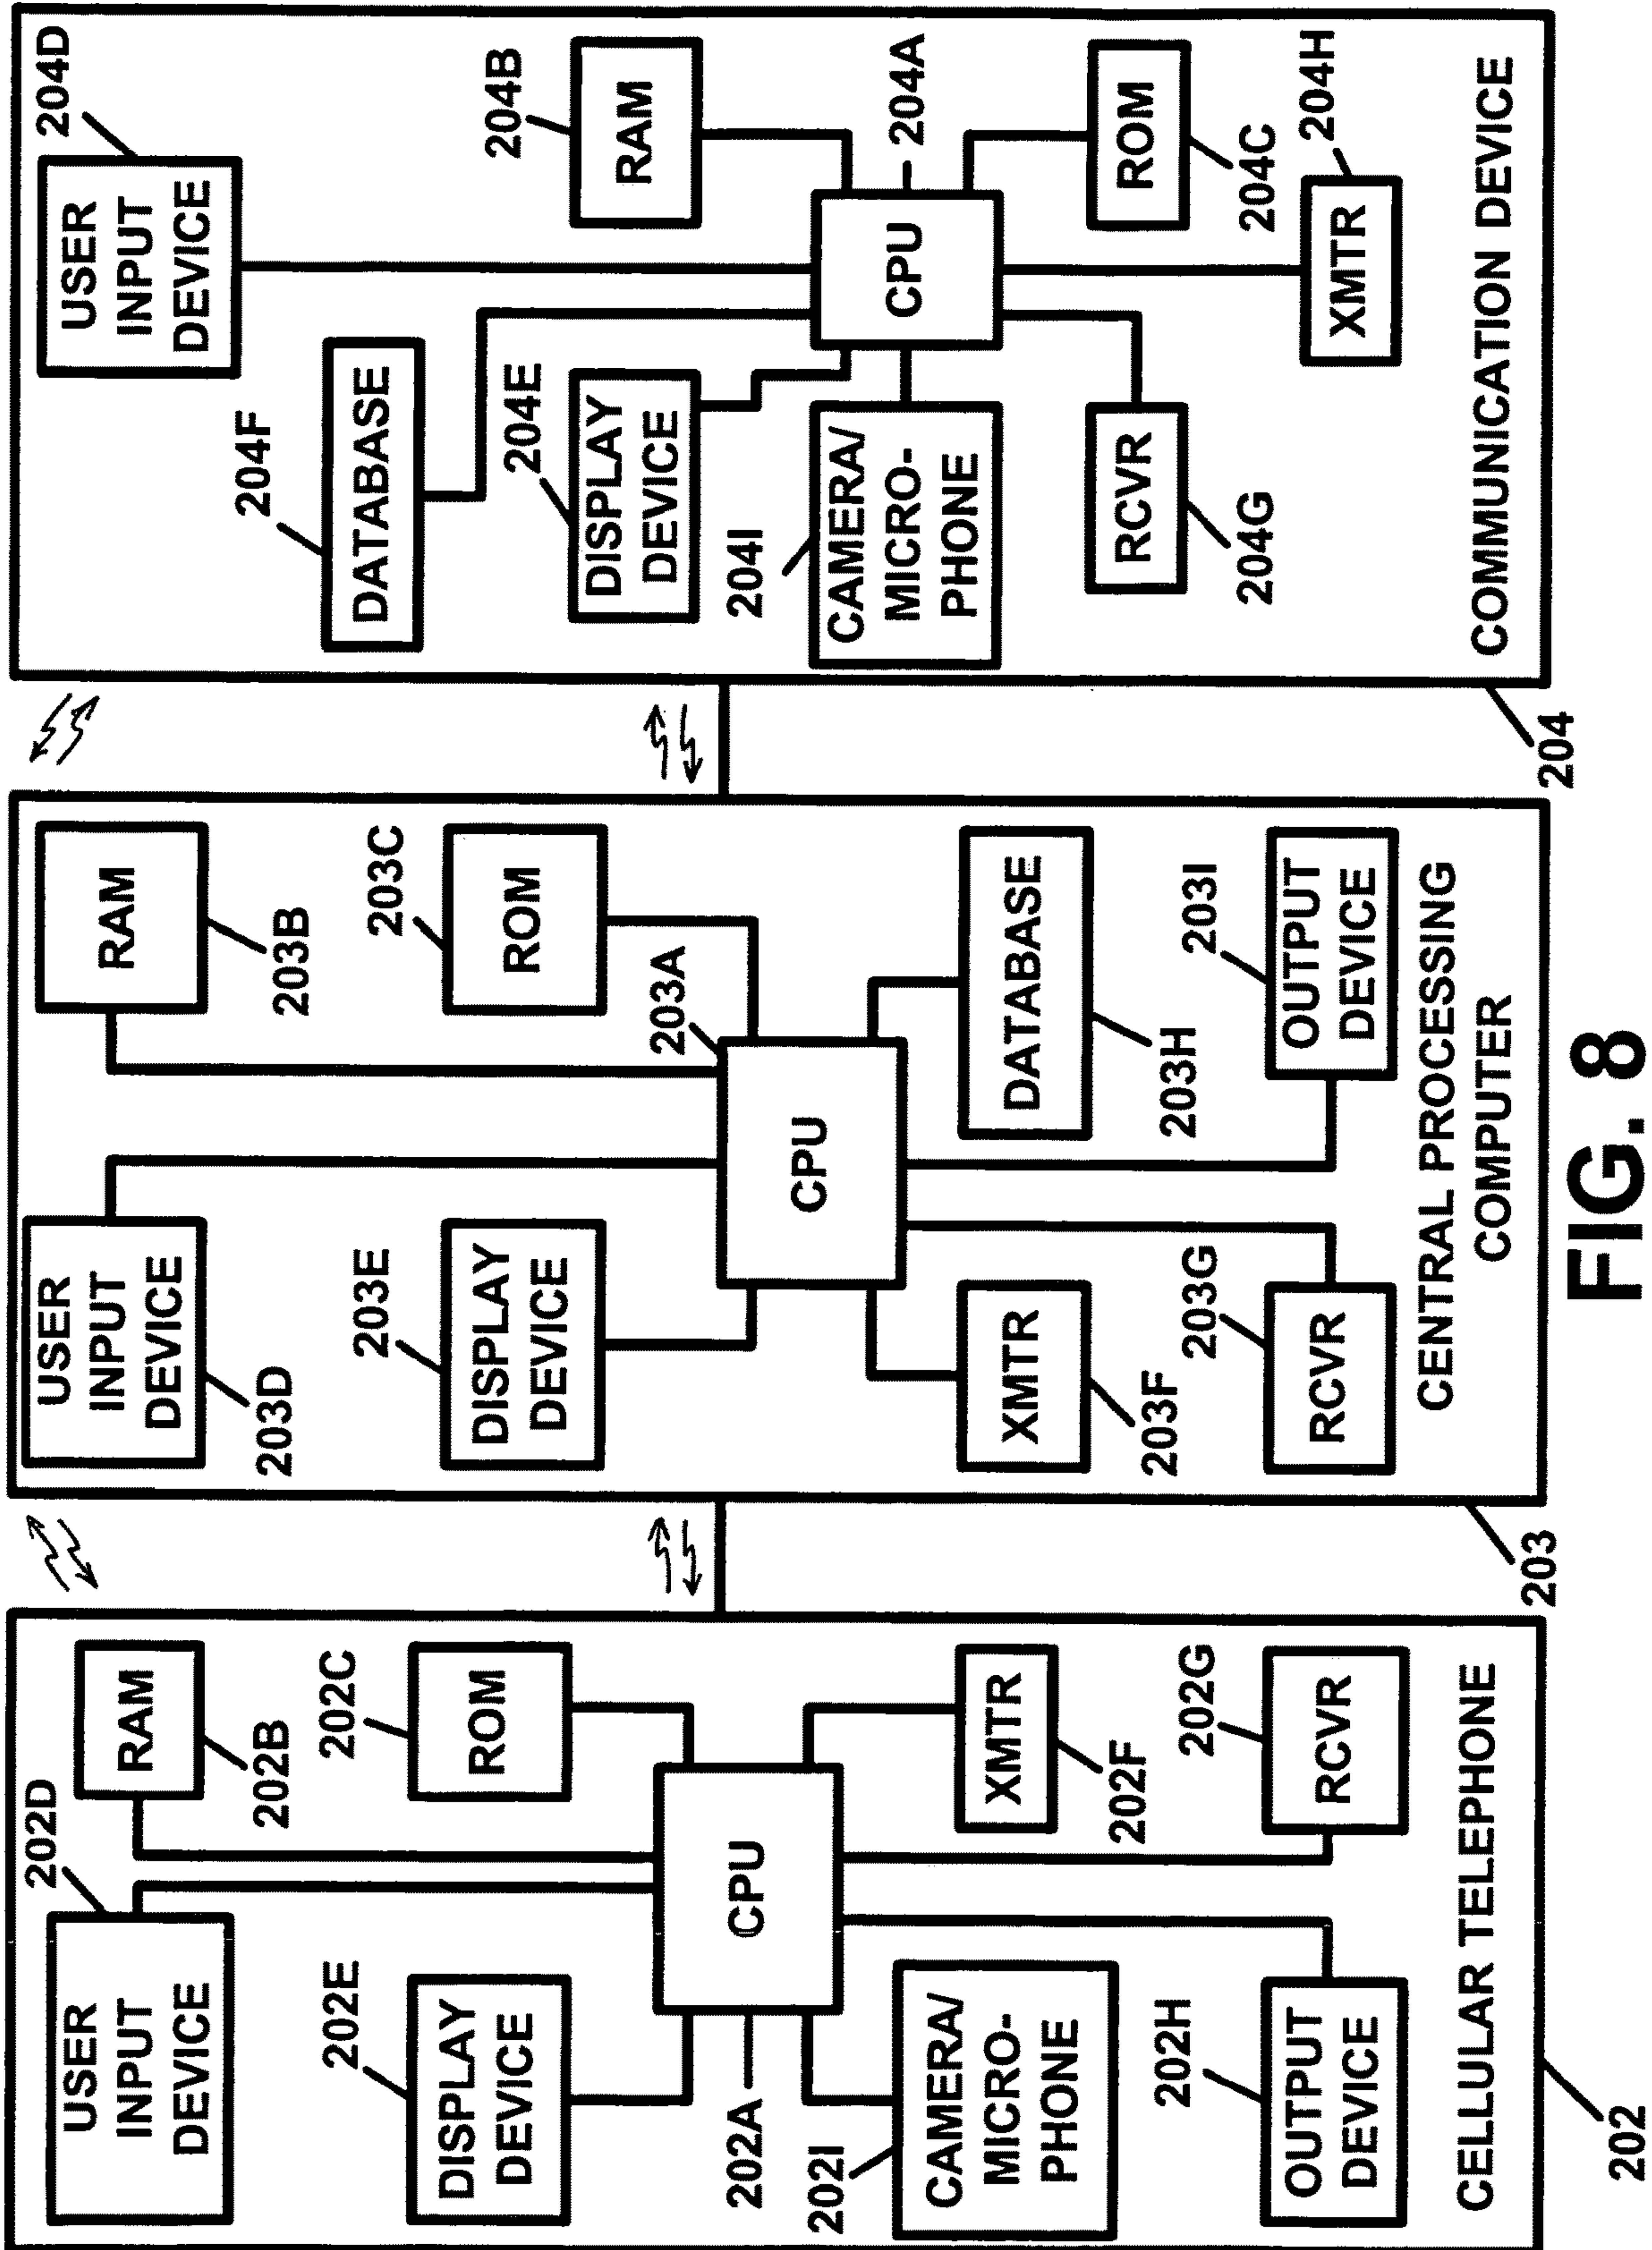 202D
USER
INPUT
DEVICE
RAM
202B
202E
DISPLAY
DEVICE
202C
ROM
202A
CPU
202I
CAMERA/
MICRO-
PHONE
XMTR
202F
202H
OUTPUT
DEVICE
202G
RCVR
CELLULAR TELEPHONE
202
USER
INPUT
DEVICE
203D
RAM
203B
203E
DISPLAY
DEVICE
203C
ROM
203A
CPU
XMTR
203F
DATABASE
203H
203G
RCVR
203I
OUTPUT
DEVICE
CENTRAL PROCESSING
COMPUTER
203
204D
USER
INPUT
DEVICE
204F
DATABASE
204E
DISPLAY
DEVICE
204B
RAM
204I
CAMERA/
MICRO-
PHONE
CPU
204A
RCVR
204G
ROM
204C
204H
XMTR
COMMUNICATION DEVICE
204
FIG. 8